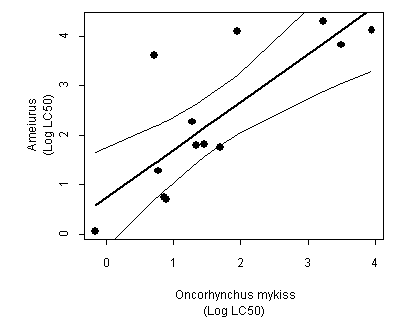 4
3
2
1
0
Ameiurus
(Log LC50)
0 1 2 3 4
Oncorhynchus mykiss
(Log LC50)